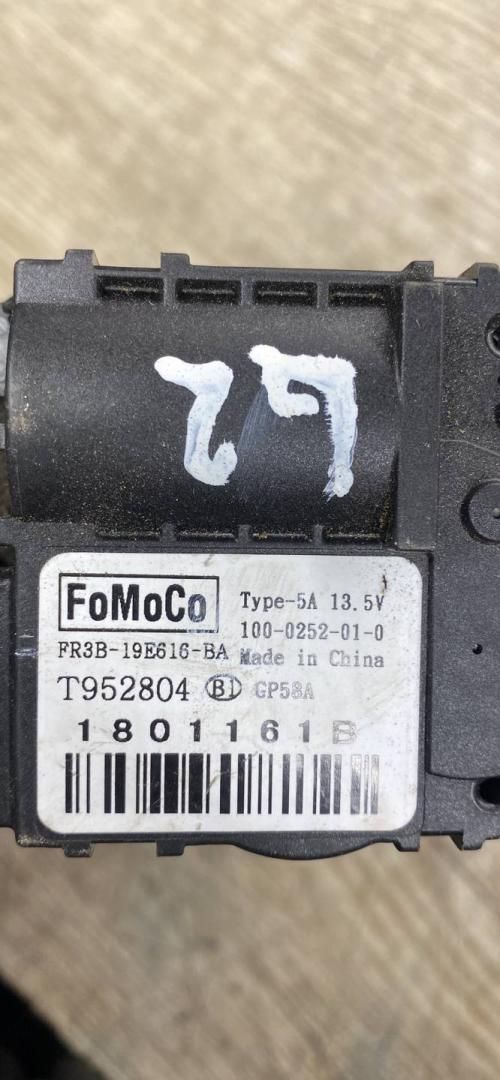 FoMoCo
Type-5A 13.5V
100-0252-01-0
FR3B-19E616-BA Made in China
T952804 B1 GP58A
1801161B